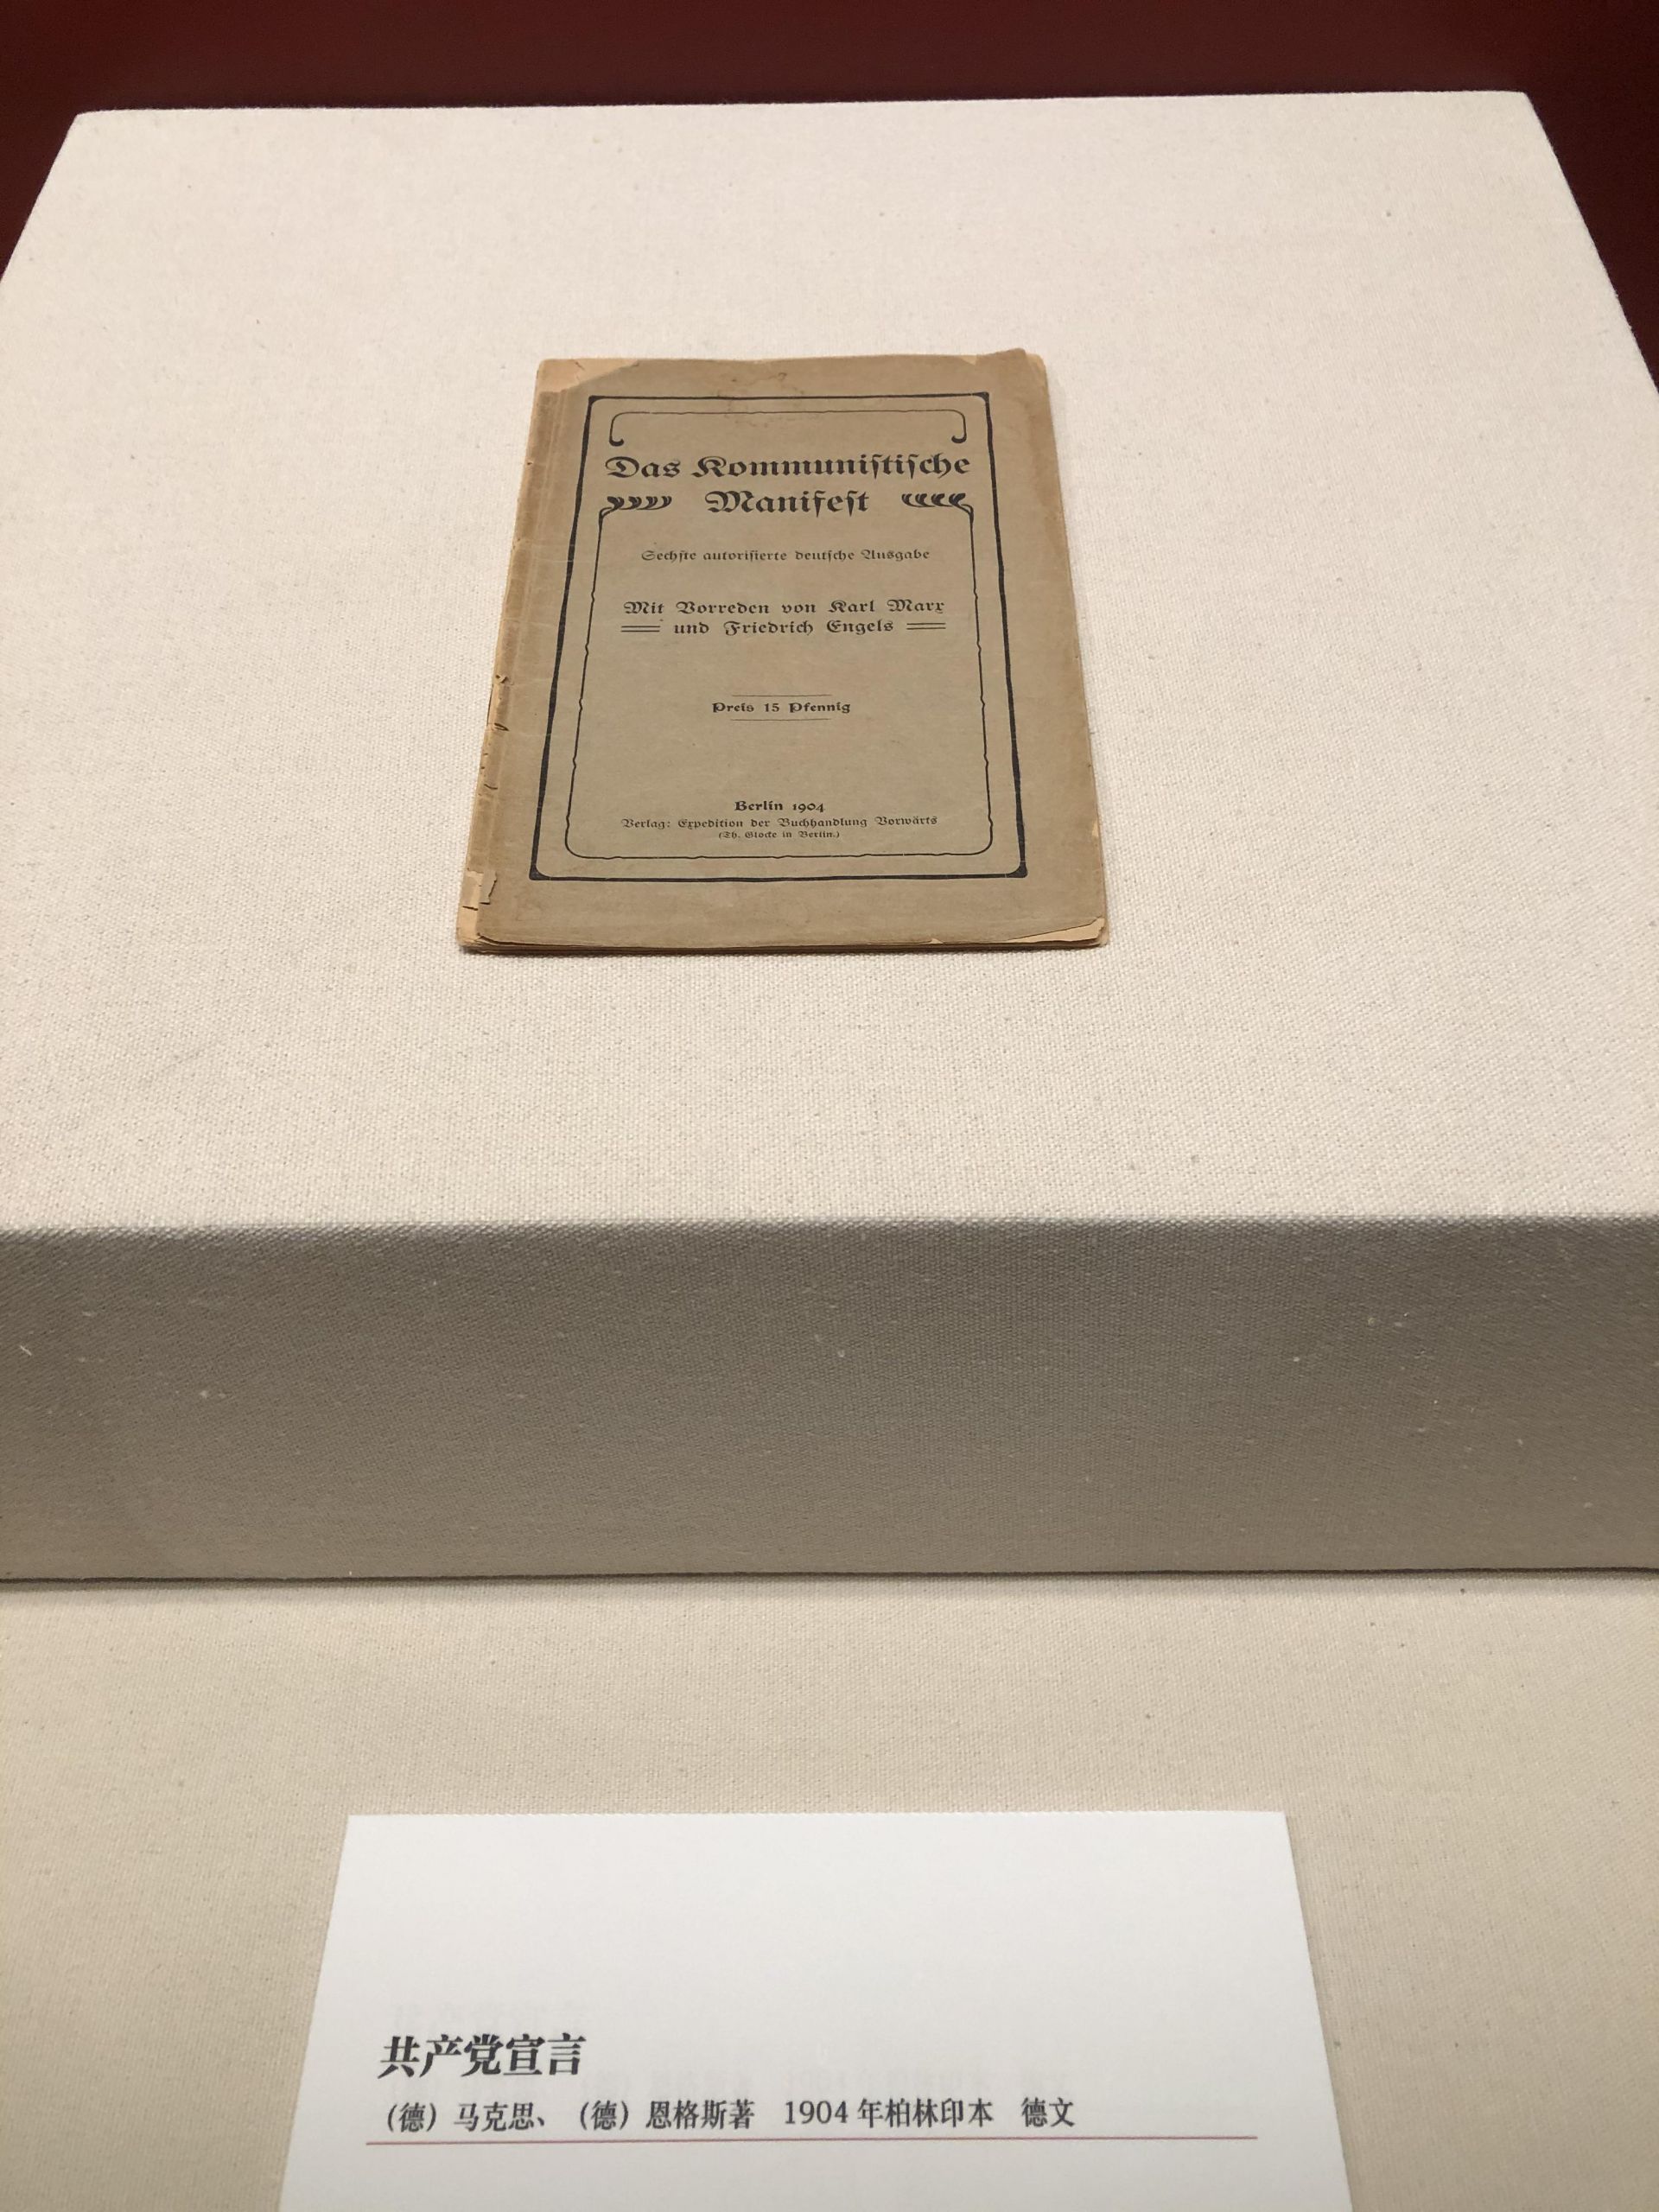 Das Kommuniſtiſche
Manifeſt
Sechſte autoriſierte deutſche Ausgabe
Mit Vorreden von Karl Marx
und Friedrich Engels
Preis 15 Pfennig
Berlin 1904
Verlag: Expedition der Buchhandlung Vorwärts
(Th. Glocke in Berlin.)
共产党宣言
（德）马克思、（德）恩格斯著 1904年柏林印本 德文